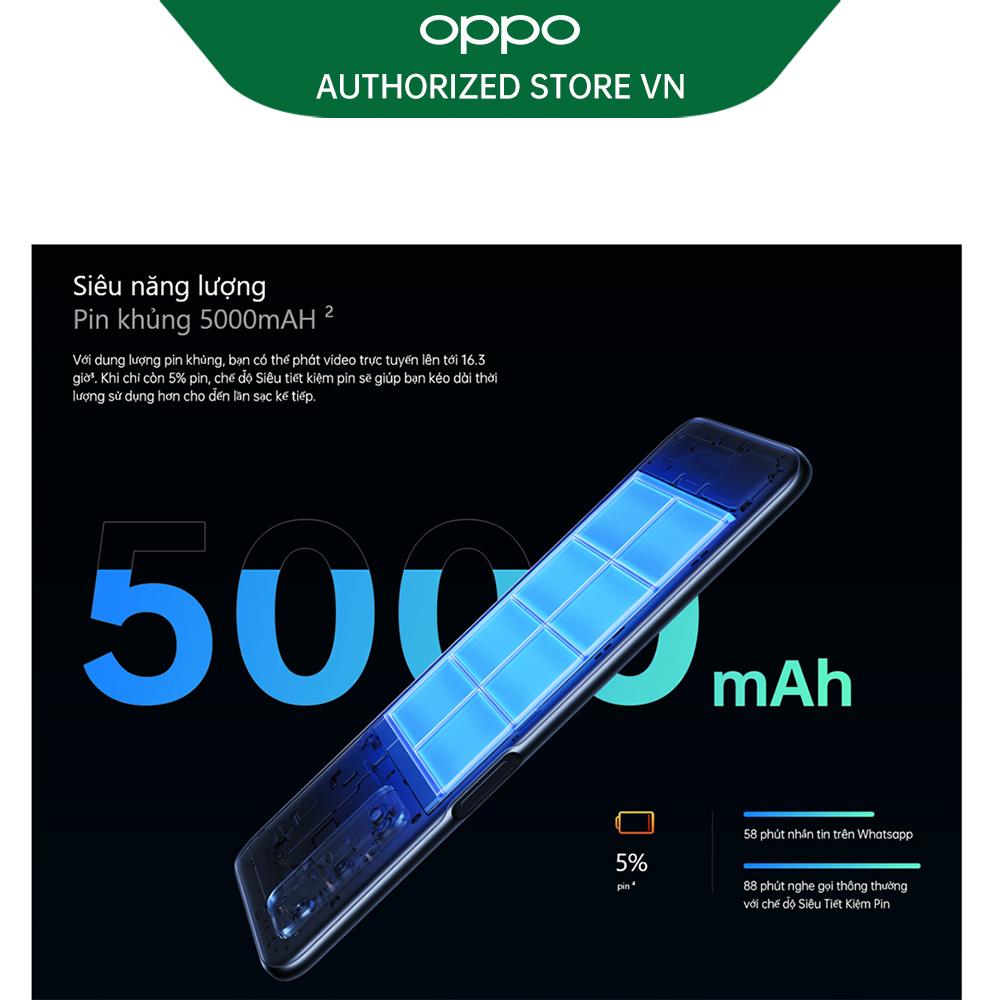 oppo
AUTHORIZED STORE VN
Siêu năng lượng
Pin khủng 5000mAH ²
Với dung lượng pin khủng, bạn có thể phát video trực tuyến lên tới 16.3
giờ³. Khi chỉ còn 5% pin, chế độ Siêu tiết kiệm pin sẽ giúp bạn kéo dài thời
lượng sử dụng hơn cho đến lần sạc kế tiếp.
5000 mAh
58 phút nhắn tin trên Whatsapp
5%
pin ⁴
88 phút nghe gọi thông thường
với chế độ Siêu Tiết Kiệm Pin